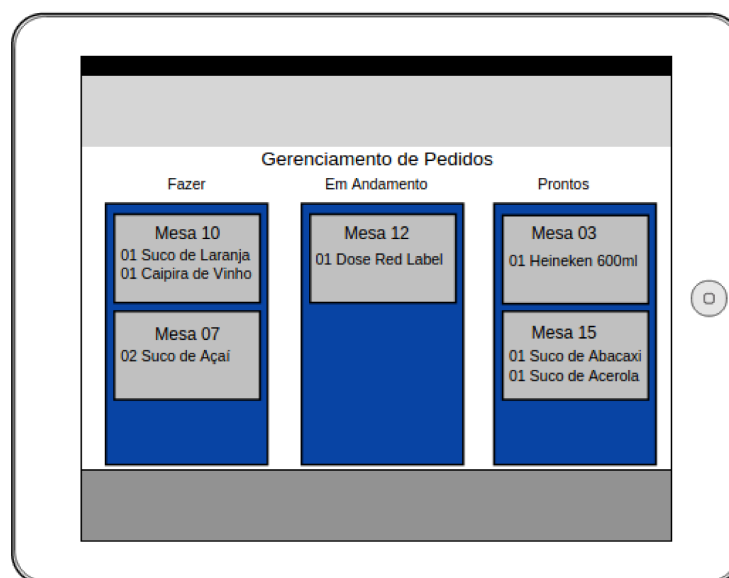 Gerenciamento de Pedidos
Fazer
Mesa 10
01 Suco de Laranja
01 Caipira de Vinho
Mesa 07
02 Suco de Açaí
Em Andamento
Mesa 12
01 Dose Red Label
Prontos
Mesa 03
01 Heineken 600ml
Mesa 15
01 Suco de Abacaxi
01 Suco de Acerola